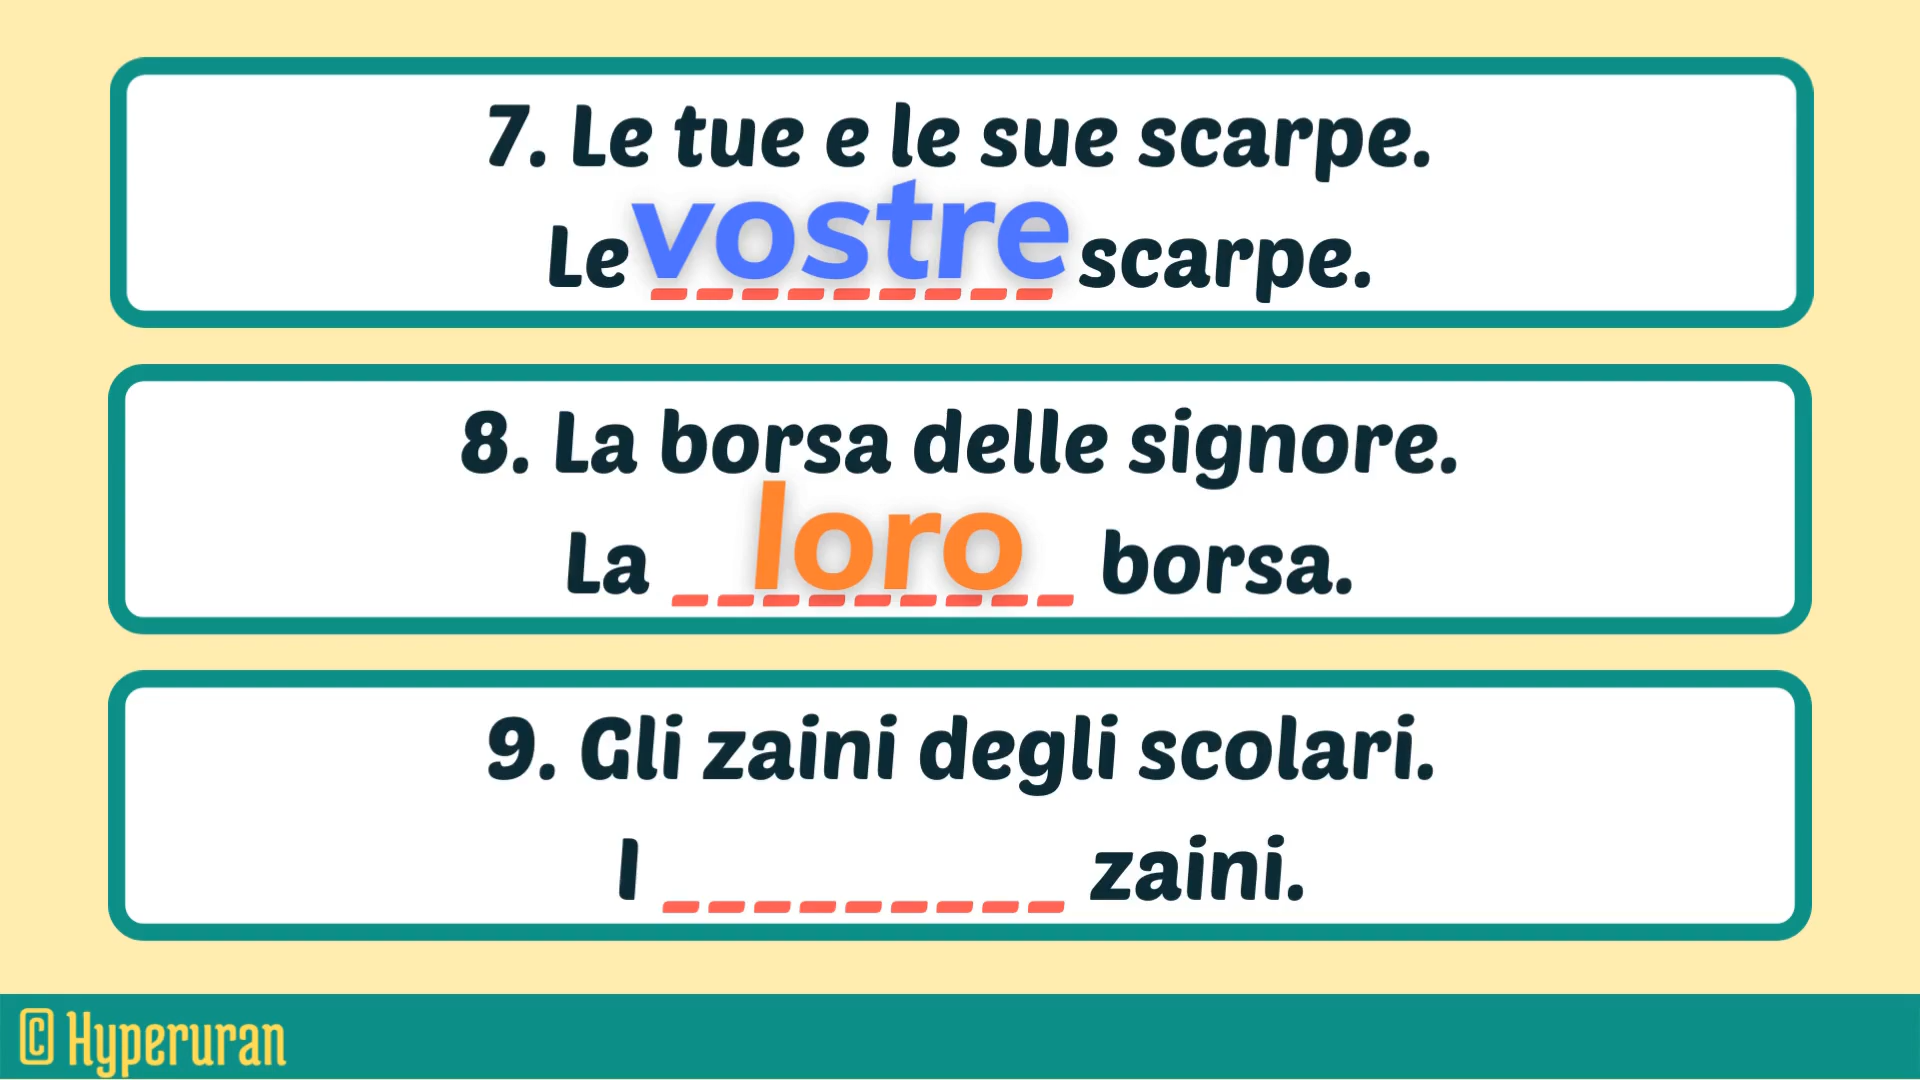 7. Le tue e le sue scarpe.
Le vostre scarpe.
8. La borsa delle signore.
La loro borsa.
9. Gli zaini degli scolari.
I _________ zaini.
© Hyperuran